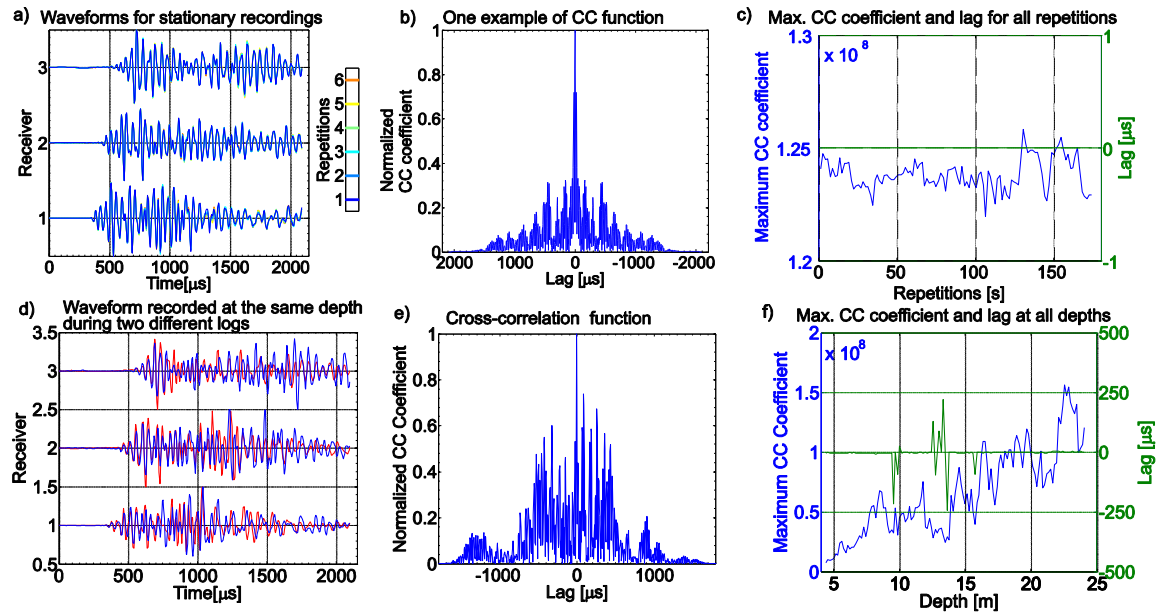 a) Waveforms for stationary recordings
3
2
1
Receiver
0 500 1000 1500 2000
Time[µs]
Repetitions
6
5
4
3
2
1
b) One example of CC function
1
0.8
0.6
0.4
0.2
0
Normalized
CC coefficient
2000 1000 0 -1000 -2000
Lag [µs]
c) Max. CC coefficient and lag for all repetitions
x 10^8
1.3
1.25
1.2
Maximum CC coefficient
1
0
-1
Lag [µs]
0 50 100 150
Repetitions [s]
d) Waveform recorded at the same depth
during two different logs
3.5
3
2.5
2
1.5
1
0.5
Receiver
0 500 1000 1500 2000
Time[µs]
e) Cross-correlation function
1
0.8
0.6
0.4
0.2
0
Normalized CC Coefficient
-1000 0 1000
Lag [µs]
f) Max. CC coefficient and lag at all depths
x 10^8
2
1.5
1
0.5
0
Maximum CC Coefficient
500
250
0
-250
-500
Lag [µs]
5 10 15 20 25
Depth [m]